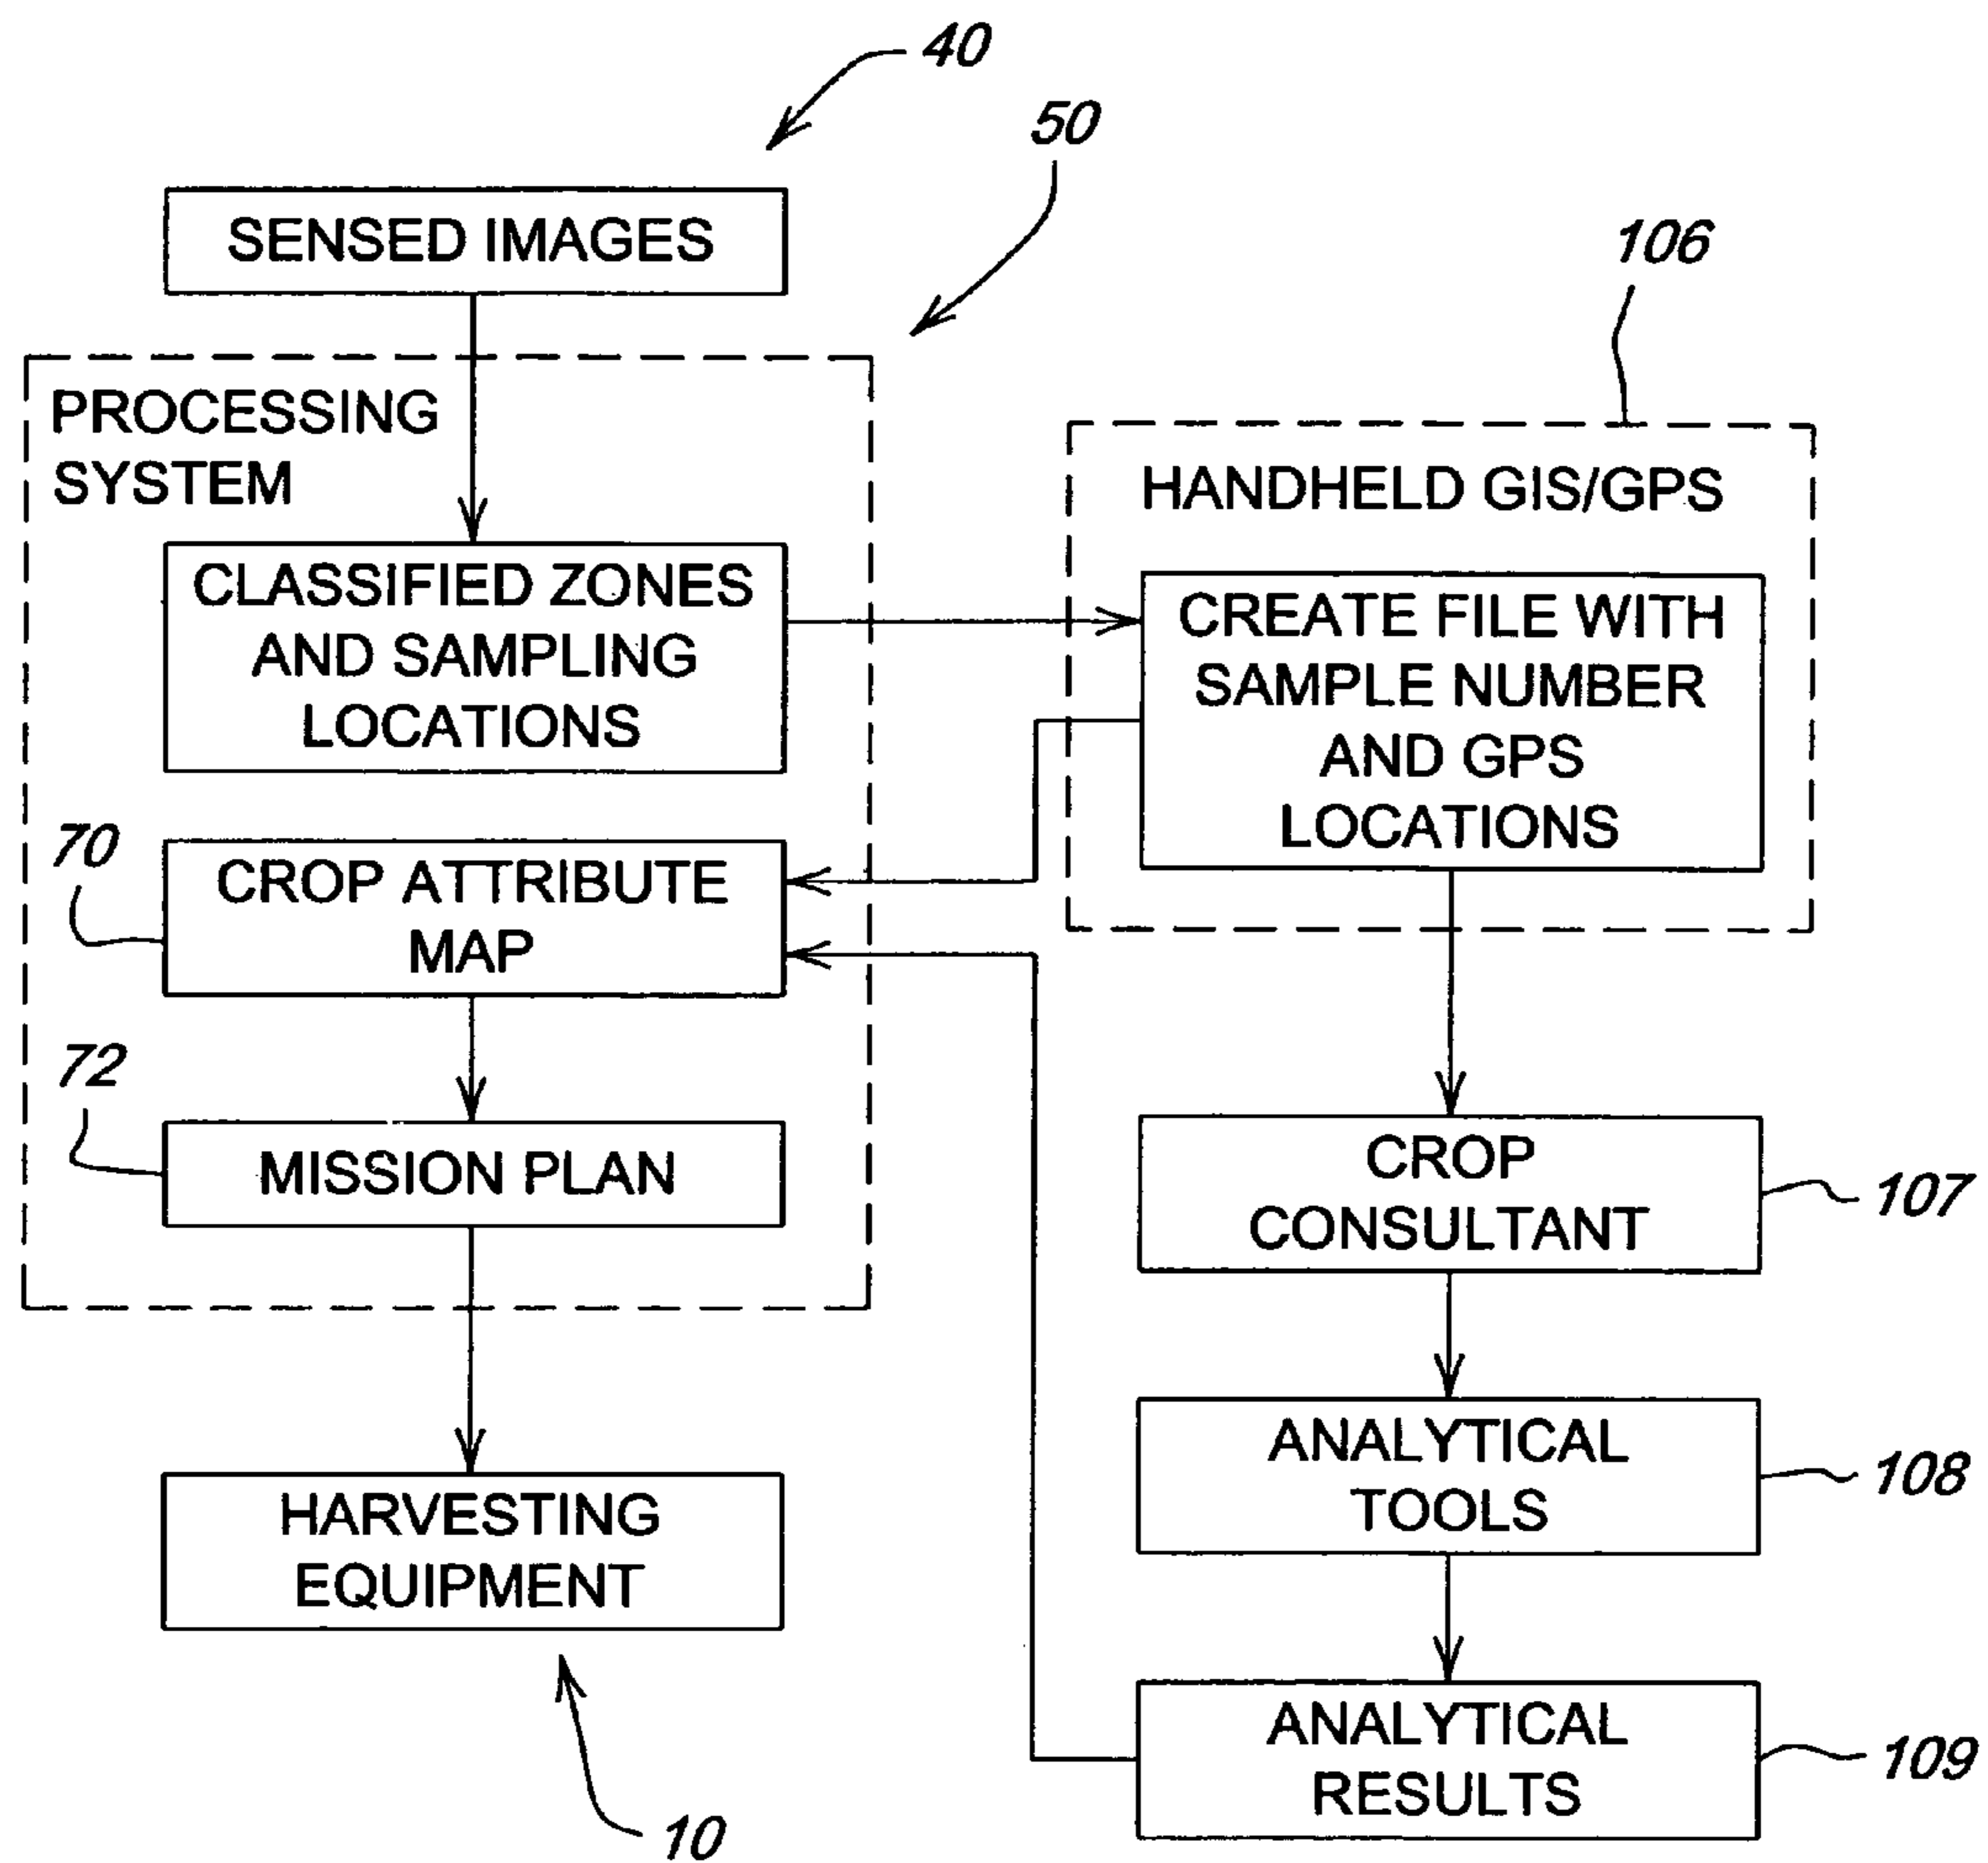 40
50
SENSED IMAGES
106
PROCESSING
SYSTEM
HANDHELD GIS/GPS
CLASSIFIED ZONES
AND SAMPLING
LOCATIONS
CREATE FILE WITH
SAMPLE NUMBER
AND GPS
LOCATIONS
70
CROP ATTRIBUTE
MAP
72
MISSION PLAN
CROP
CONSULTANT
107
HARVESTING
EQUIPMENT
ANALYTICAL
TOOLS
108
ANALYTICAL
RESULTS
109
10